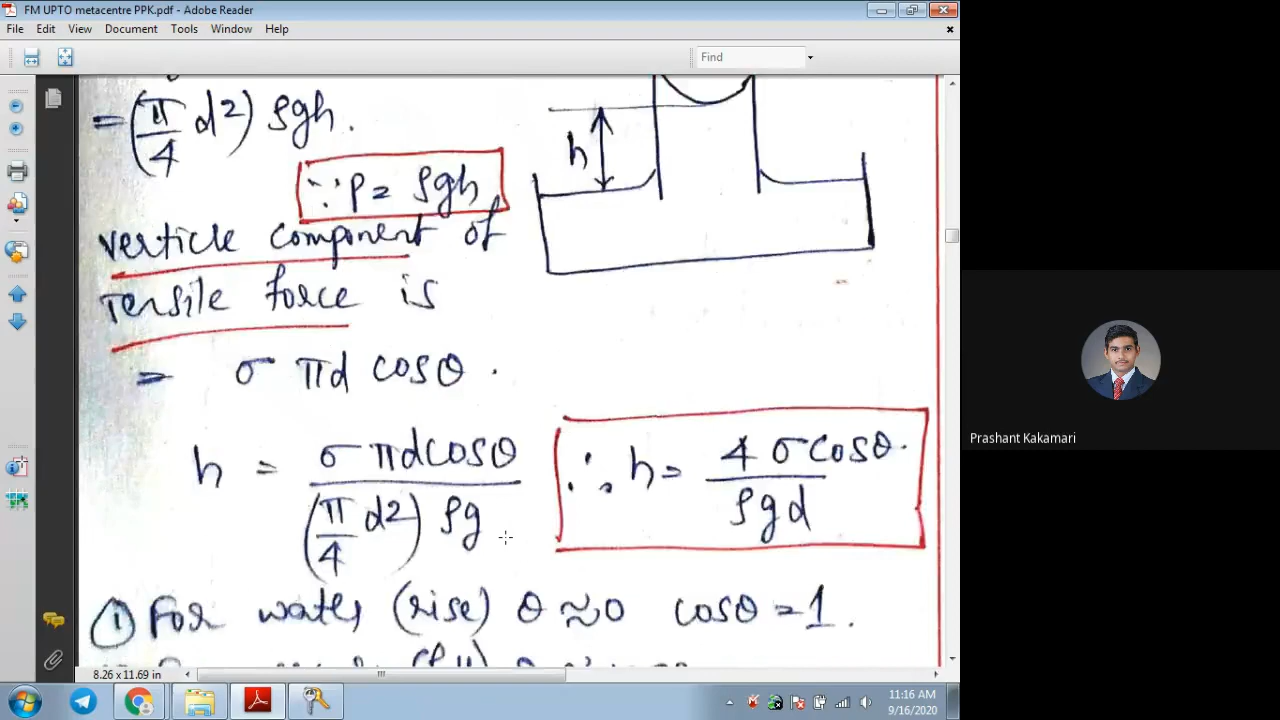 FM UPTO metacentre PPK.pdf - Adobe Reader
File Edit View Document Tools Window Help
Find
= (π/4 d2) ρgh.
h
∵ P = ρgh
verticle component of
Tensile force is
= σ πd cosθ.
h = σ πd cosθ / (π/4 d2) ρg
∴ h = 4 σ cosθ. / ρgd
① For water (rise) θ ≈ 0 cosθ = 1.
8.26 x 11.69 in
Prashant Kakamari
11:16 AM
9/16/2020